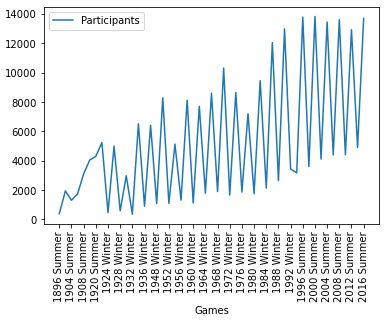 Participants
14000
12000
10000
8000
6000
4000
2000
0
1896 Summer
1904 Summer
1908 Summer
1920 Summer
1924 Winter
1928 Winter
1932 Winter
1936 Winter
1948 Winter
1952 Winter
1956 Winter
1960 Winter
1964 Winter
1968 Winter
1972 Winter
1976 Winter
1980 Winter
1984 Winter
1988 Winter
1992 Winter
1996 Summer
2000 Summer
2004 Summer
2008 Summer
2012 Summer
2016 Summer
Games